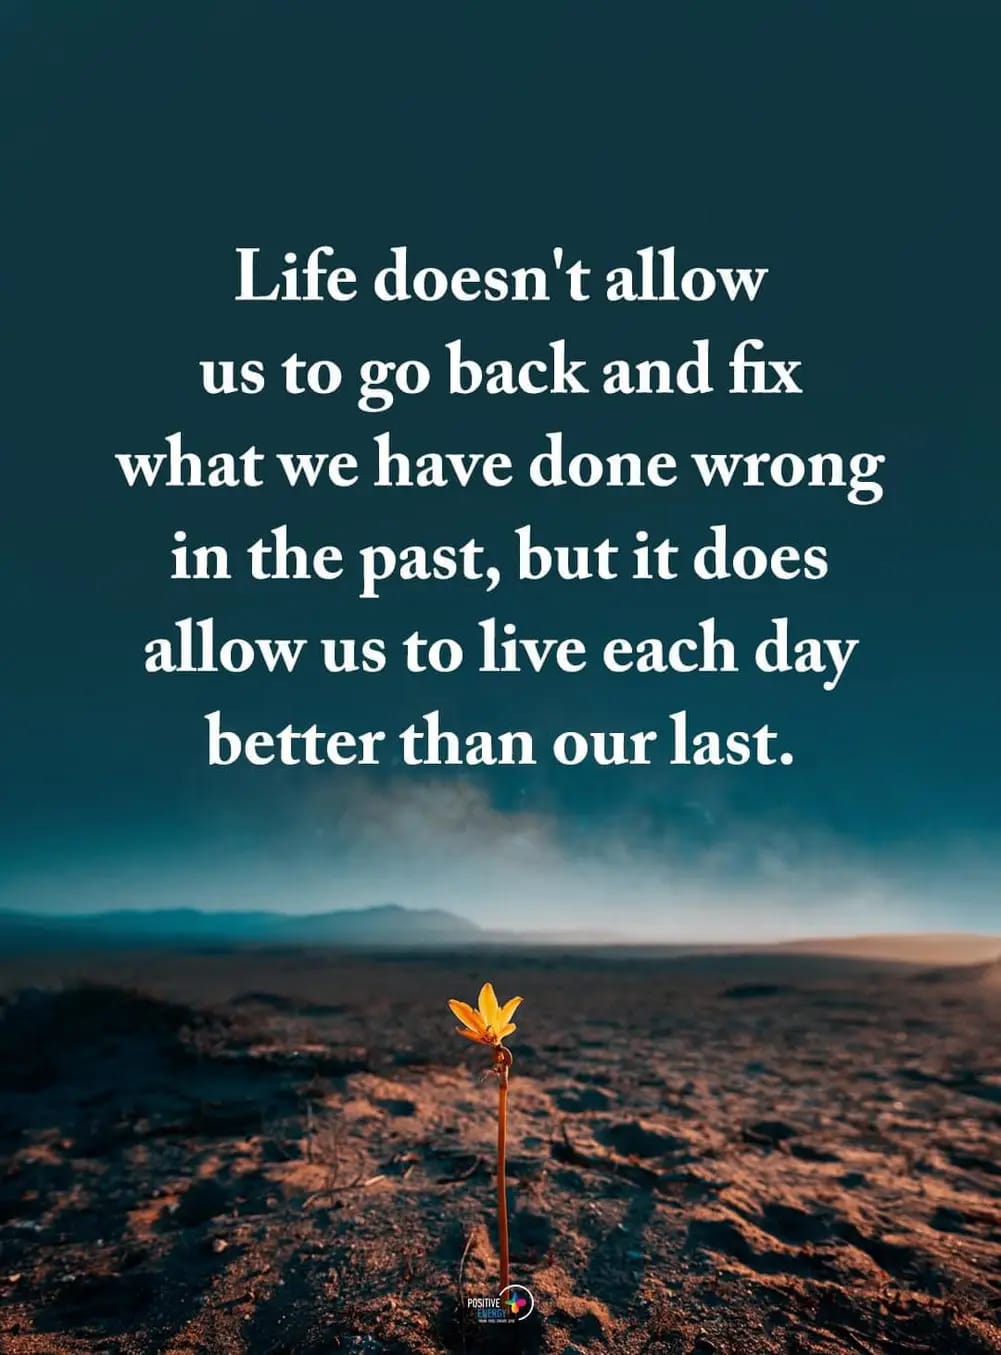 Life doesn't allow
us to go back and fix
what we have done wrong
in the past, but it does
allow us to live each day
better than our last.
POSITIVE
ENERGY